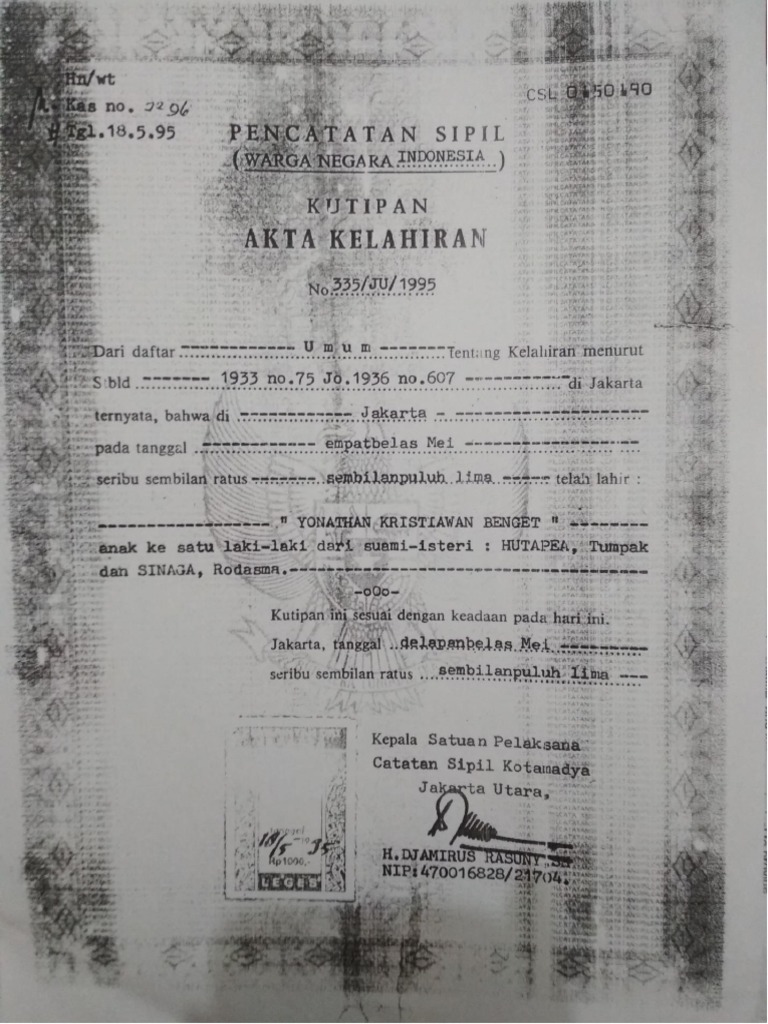 Hn/wt
Kas no. 2296
Tgl.18.5.95
CSL 0150190
PENCATATAN SIPIL
(WARGA NEGARA INDONESIA)
KUTIPAN
AKTA KELAHIRAN
No. 335/JU/1995
Dari daftar ------------- U m u m -------- Tentang Kelahiran menurut
Stbld ------- 1933 no.75 Jo.1936 no.607 ------------ di Jakarta
ternyata, bahwa di ------------- Jakarta - ----------------------
pada tanggal ------------- empatbelas Mei --------------------
seribu sembilan ratus ------- sembilanpuluh lima ------ telah lahir :
------------------- " YONATHAN KRISTIAWAN BENGET " ---------
anak ke satu laki-laki dari suami-isteri : HUTAPEA, Tumpak
dan SINAGA, Rodasma.----------------------------------------
-oOo-
Kutipan ini sesuai dengan keadaan pada hari ini.
Jakarta, tanggal ..delapanbelas Mei ----------
seribu sembilan ratus ....sembilanpuluh lima ---
Kepala Satuan Pelaksana
Catatan Sipil Kotamadya
Jakarta Utara,
18/5
Rp1000,-
LEGES
H.DJAMIRUS RASUNY SH
NIP:470016828/21704.